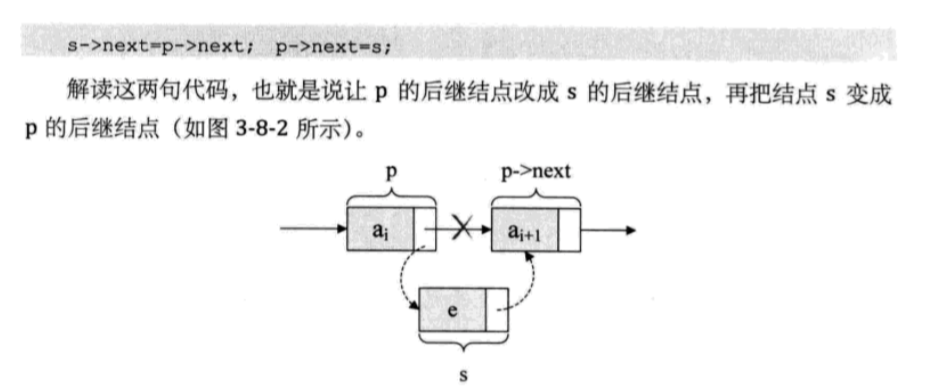 s->next=p->next;  p->next=s;
解读这两句代码，也就是说让 p 的后继结点改成 s 的后继结点，再把结点 s 变成
p 的后继结点（如图 3-8-2 所示）。
p p->next
ai ai+1
e
s